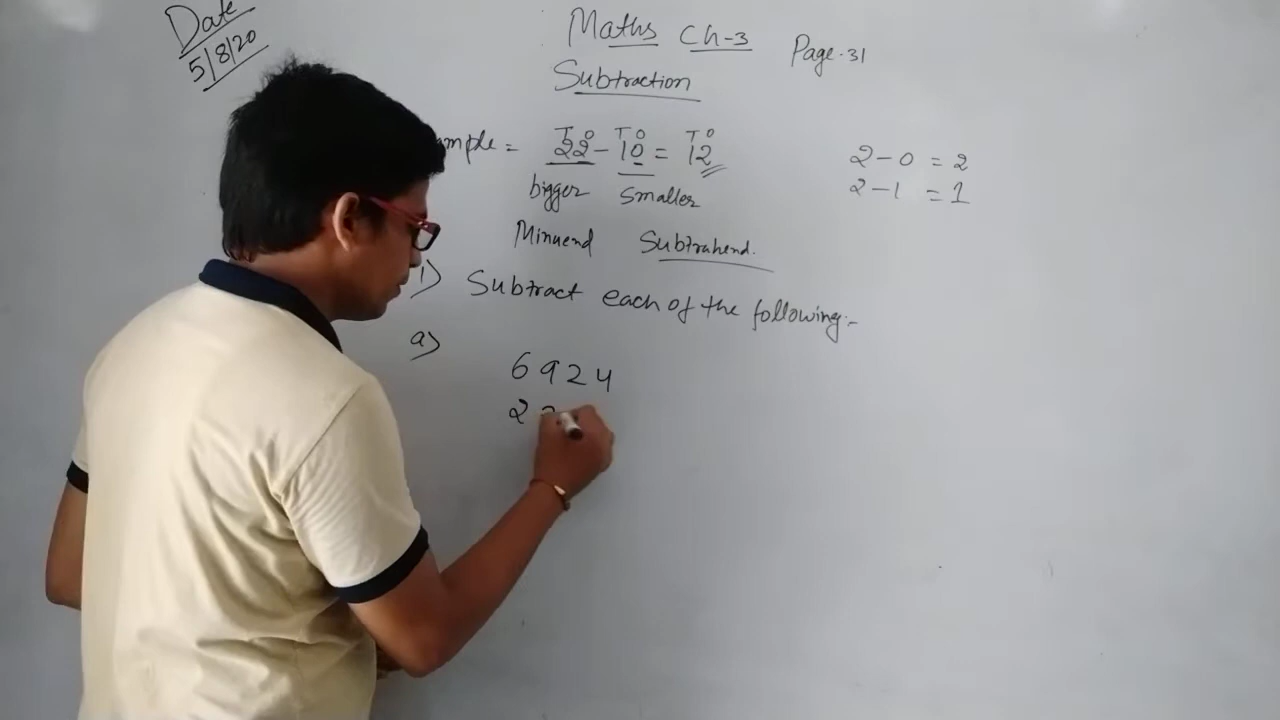 Date
5/8/20
Maths Ch-3 Page-31
Subtraction
T O T O T O
mple = 22 - 10 = 12
2 - 0 = 2
2 - 1 = 1
bigger smaller
Minuend Subtrahend.
1) Subtract each of the following:-
a)
6 9 2 4
2